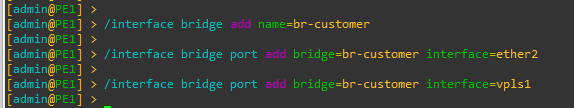 [admin@PE1] >
[admin@PE1] > /interface bridge add name=br-customer
[admin@PE1] >
[admin@PE1] > /interface bridge port add bridge=br-customer interface=ether2
[admin@PE1] >
[admin@PE1] > /interface bridge port add bridge=br-customer interface=vpls1
[admin@PE1] >